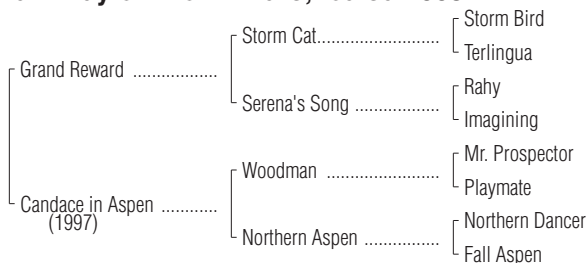 Storm Bird
Storm Cat..............................
Terlingua
Grand Reward .................
Rahy
Serena's Song .................
Imagining
Mr. Prospector
Woodman .......................
Playmate
Candace in Aspen ...........
(1997)
Northern Dancer
Northern Aspen ...............
Fall Aspen